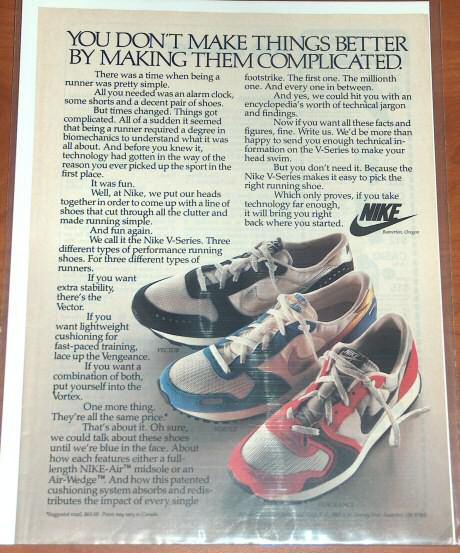 YOU DON'T MAKE THINGS BETTER
BY MAKING THEM COMPLICATED.
There was a time when being a
runner was pretty simple.
All you needed was an alarm clock,
some shorts and a decent pair of shoes.
But times changed. Things got
complicated. All of a sudden it seemed
that being a runner required a degree in
biomechanics to understand what it was
all about. And before you knew it,
technology had gotten in the way of the
reason you ever picked up the sport in the
first place.
It was fun.
Well, at Nike, we put our heads
together in order to come up with a line of
shoes that cut through all the clutter and
made running simple.
And fun again.
We call it the Nike V-Series. Three
different types of performance running
shoes. For three different types of
runners.
If you want
extra stability,
there's the
Vector.
If you
want lightweight
cushioning for
fast-paced training,
lace up the Vengeance.
If you want a
combination of both,
put yourself into the
Vortex.
One more thing.
They're all the same price.*
That's about it. Oh sure,
we could talk about these shoes
until we're blue in the face. About
how each features either a full-
length NIKE-Air™ midsole or an
Air-Wedge™. And how this patented
cushioning system absorbs and redis-
tributes the impact of every single
footstrike. The first one. The millionth
one. And every one in between.
And yes, we could hit you with an
encyclopedia's worth of technical jargon
and findings.
Now if you want all these facts and
figures, fine. Write us. We'd be more than
happy to send you enough technical in-
formation on the V-Series to make your
head swim.
But you don't need it. Because the
Nike V-Series makes it easy to pick the
right running shoe.
Which only proves, if you take
technology far enough,
it will bring you right
back where you started.
NIKE
Beaverton, Oregon
VECTOR
VORTEX
VENGEANCE